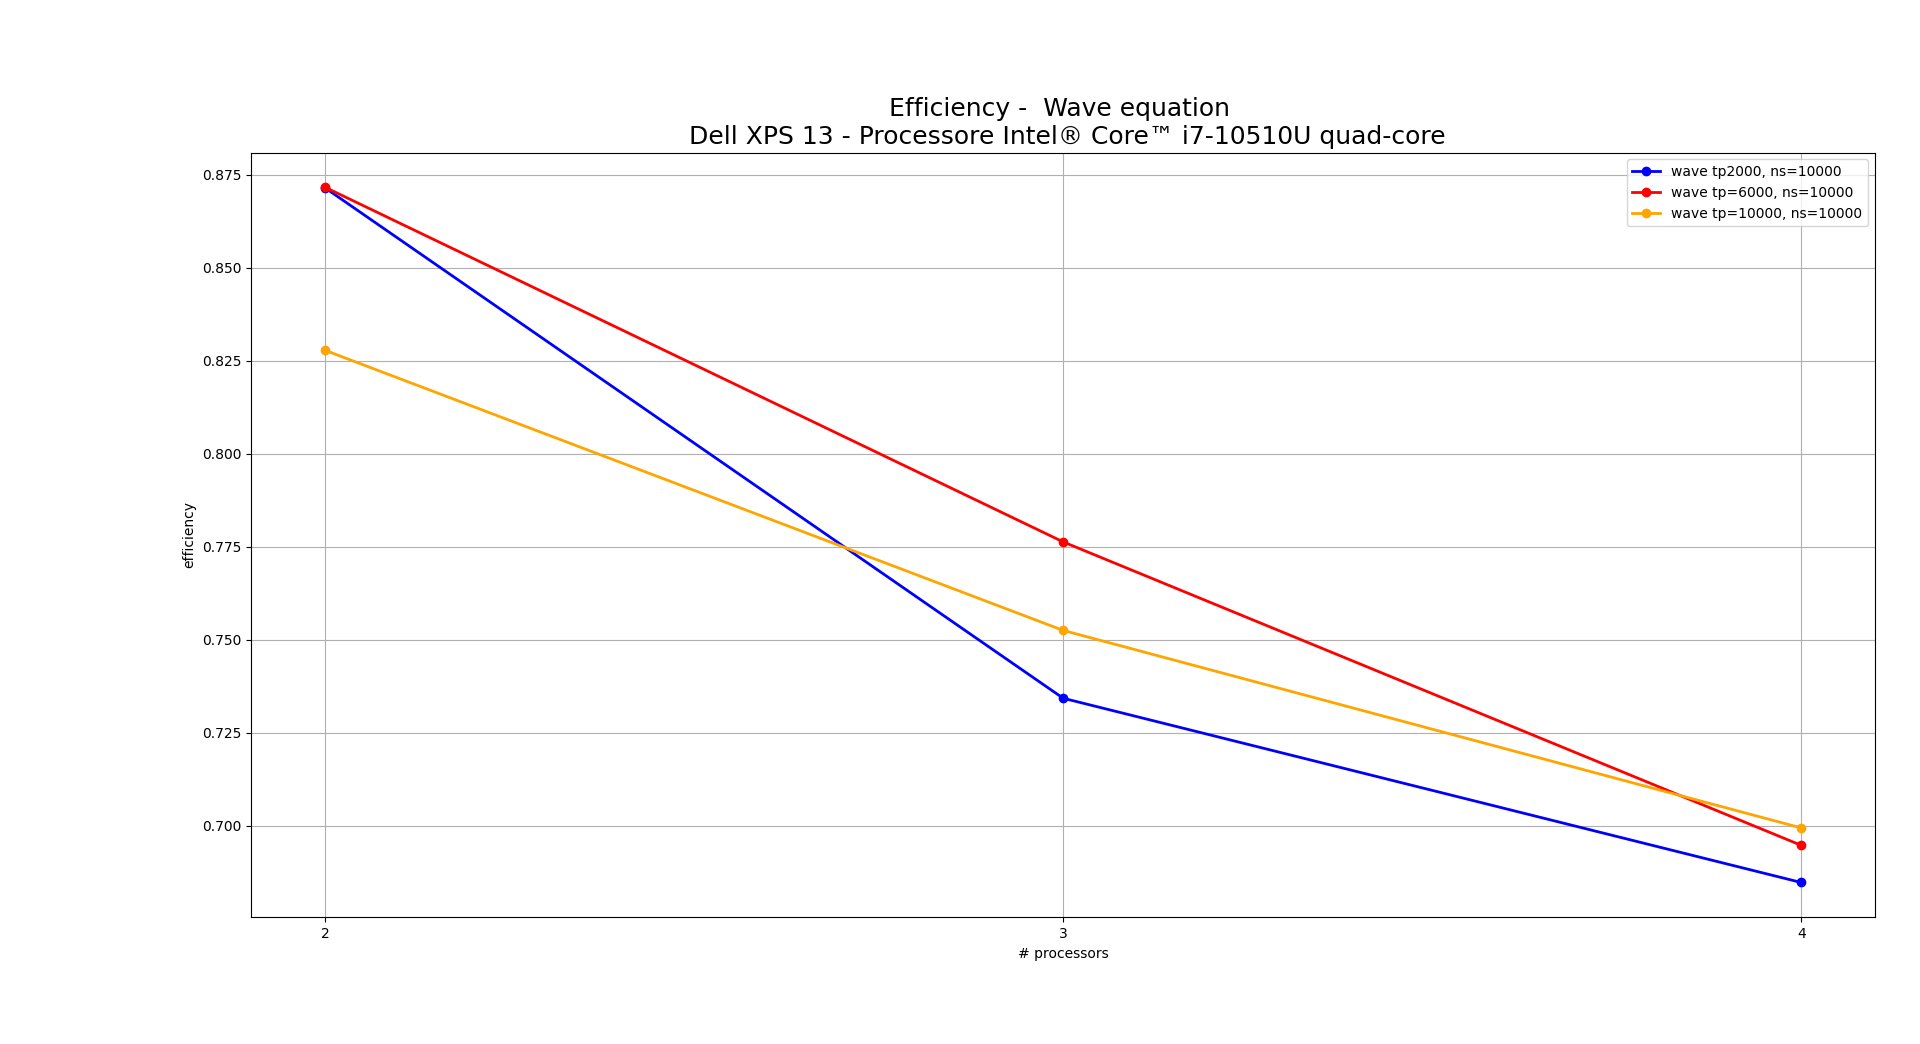 Efficiency -  Wave equation
Dell XPS 13 - Processore Intel® Core™ i7-10510U quad-core
wave tp2000, ns=10000
wave tp=6000, ns=10000
wave tp=10000, ns=10000
0.875
0.850
0.825
0.800
0.775
0.750
0.725
0.700
efficiency
2 3 4
# processors